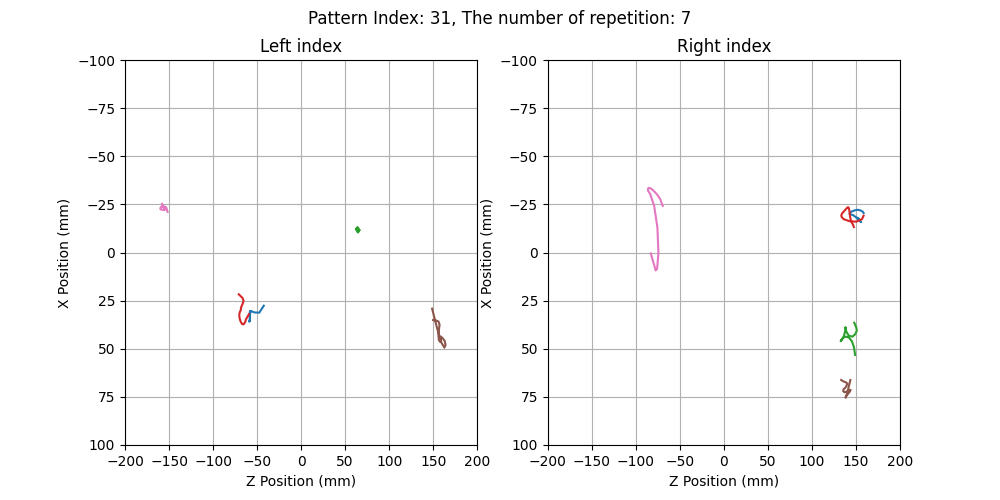 Pattern Index: 31, The number of repetition: 7
Left index
Right index
−100
−75
−50
−25
0
25
50
75
100
X Position (mm)
−200 −150 −100 −50 0 50 100 150 200
Z Position (mm)
−100
−75
−50
−25
0
25
50
75
100
X Position (mm)
−200 −150 −100 −50 0 50 100 150 200
Z Position (mm)